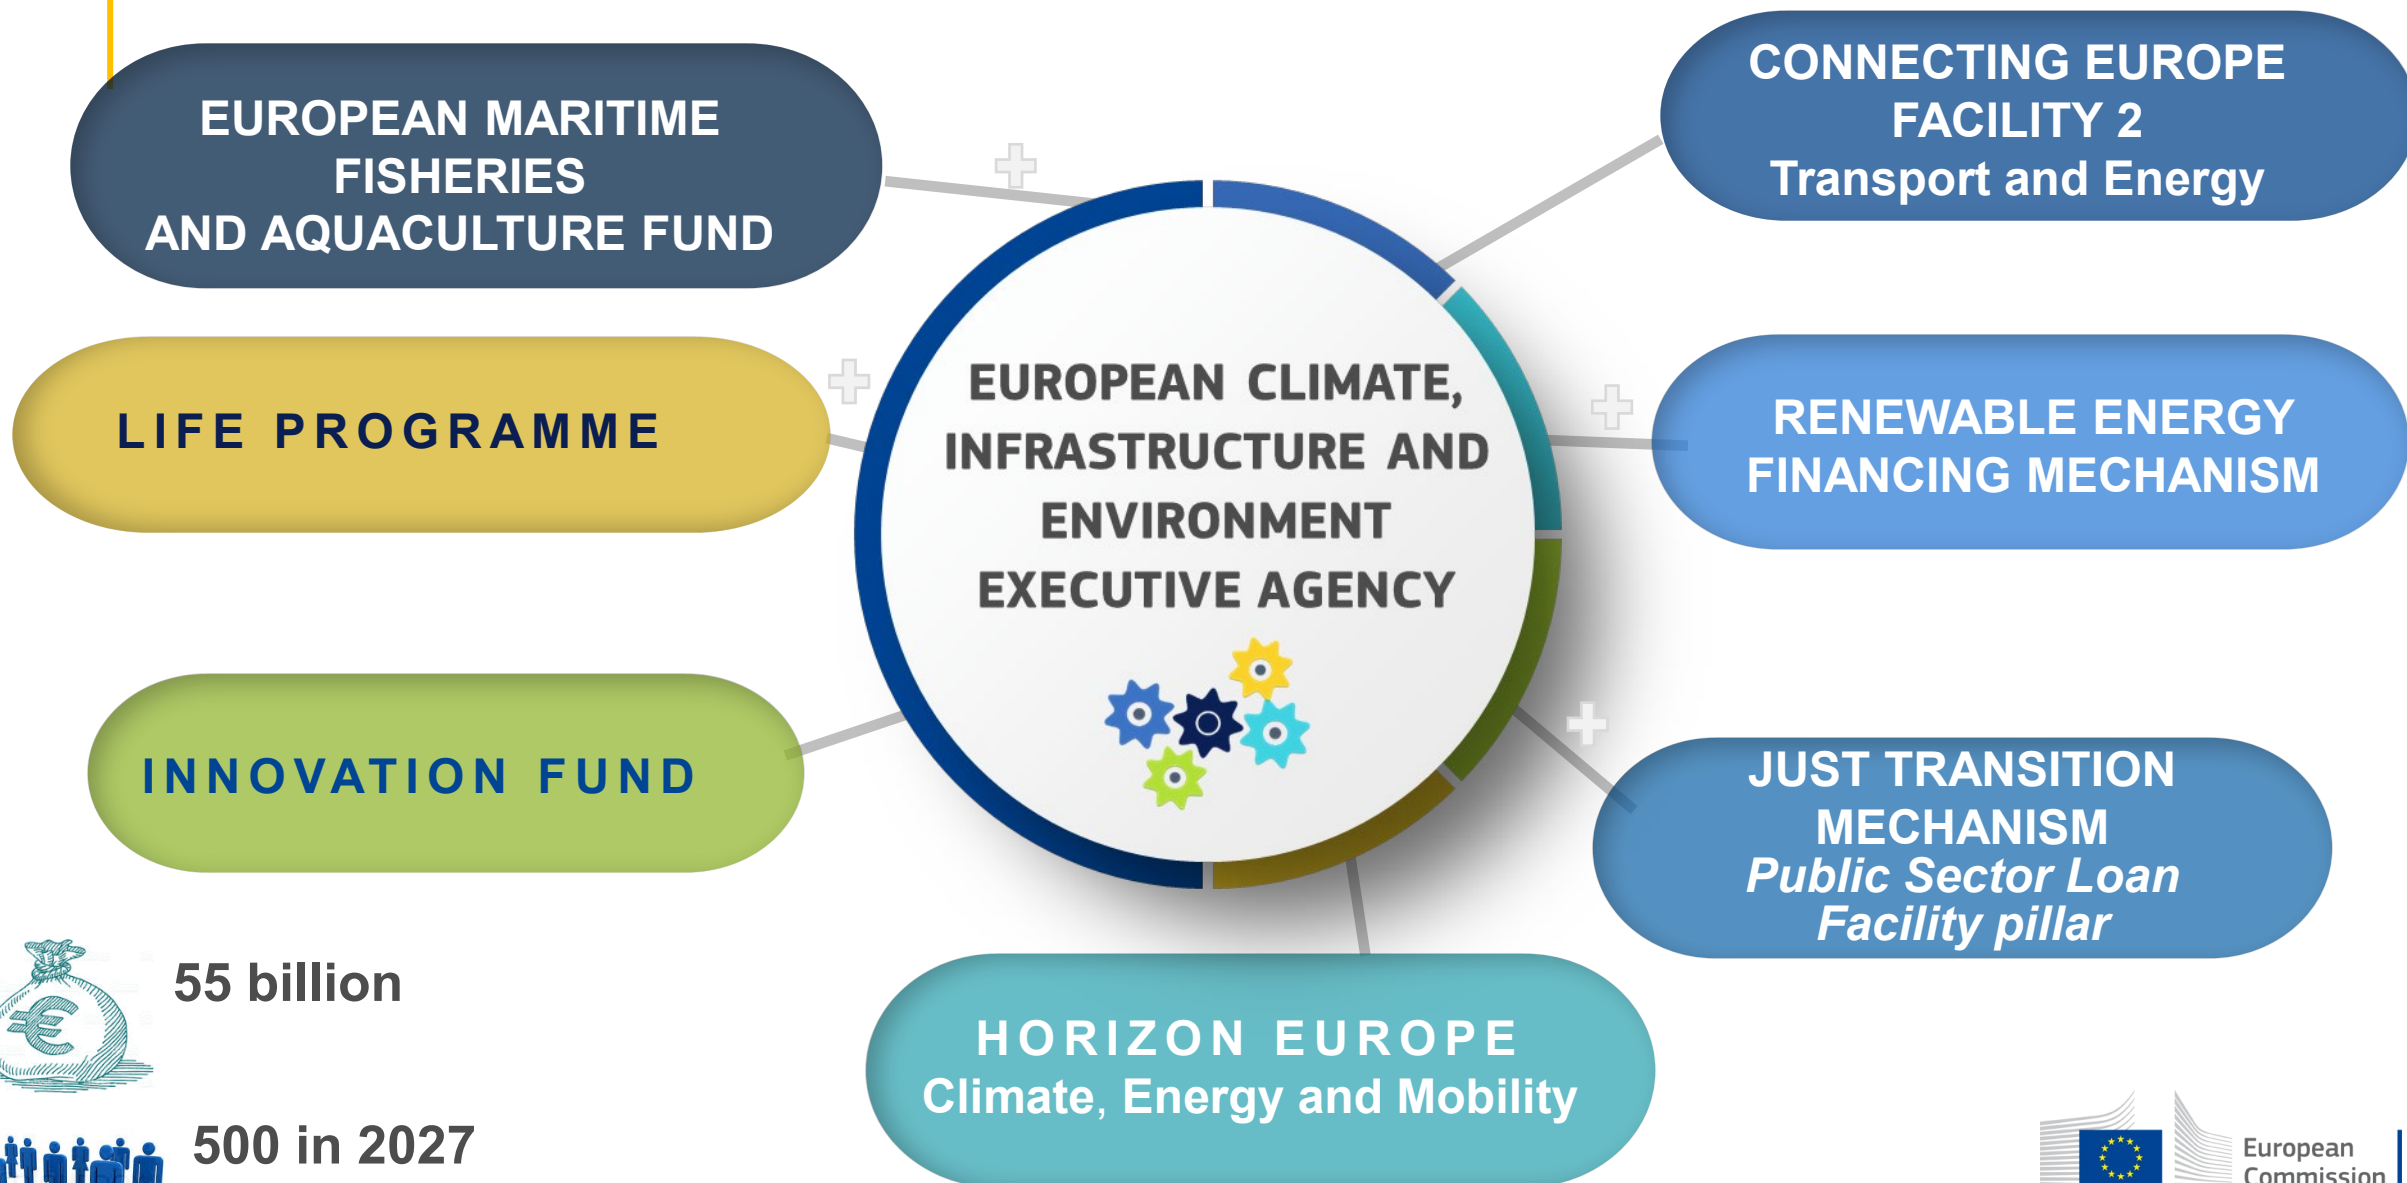 EUROPEAN MARITIME
FISHERIES
AND AQUACULTURE FUND
LIFE PROGRAMME
INNOVATION FUND
EUROPEAN CLIMATE,
INFRASTRUCTURE AND
ENVIRONMENT
EXECUTIVE AGENCY
CONNECTING EUROPE
FACILITY 2
Transport and Energy
RENEWABLE ENERGY
FINANCING MECHANISM
JUST TRANSITION
MECHANISM
Public Sector Loan
Facility pillar
HORIZON EUROPE
Climate, Energy and Mobility
€
55 billion
500 in 2027
European
Commission